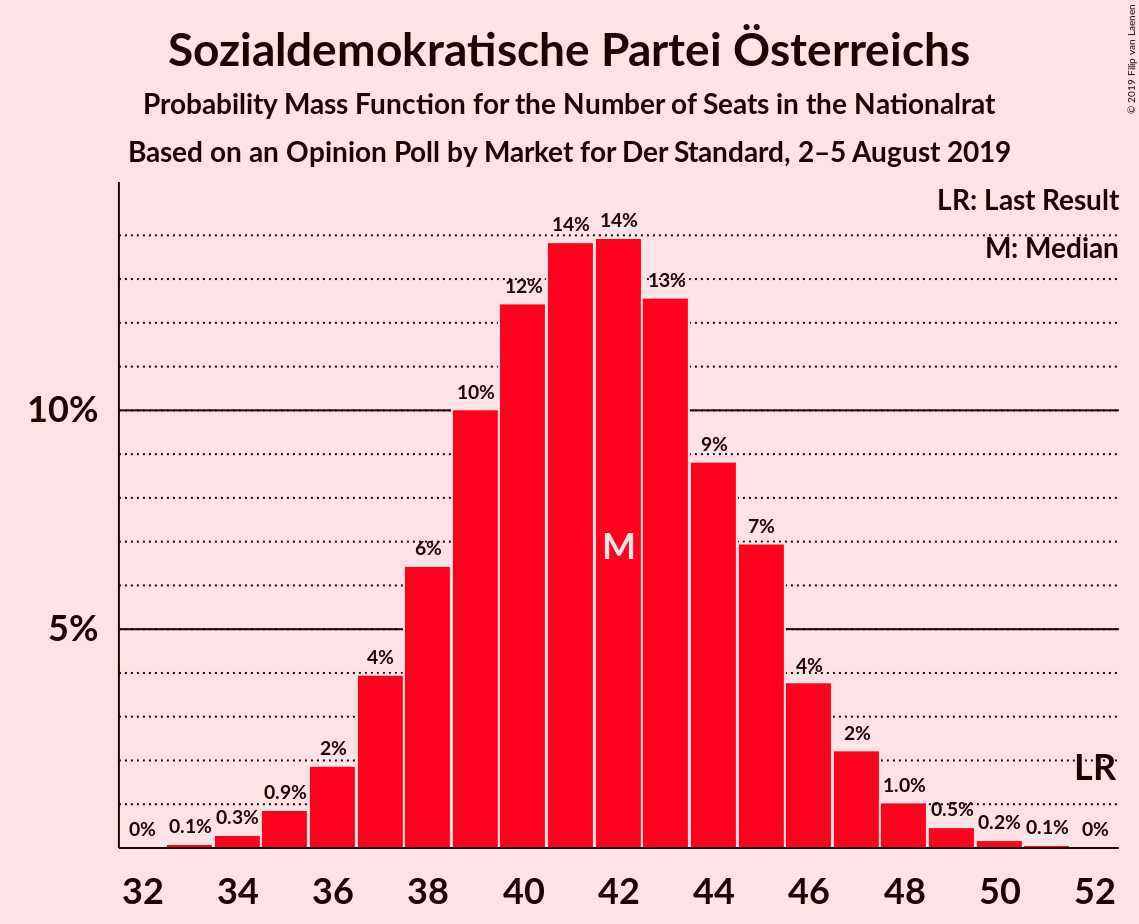 Sozialdemokratische Partei Österreichs
Probability Mass Function for the Number of Seats in the Nationalrat
Based on an Opinion Poll by Market for Der Standard, 2–5 August 2019
© 2019 Filip van Laenen
LR: Last Result
M: Median
10%
5%
0%
0.1%
0.3%
0.9%
2%
4%
6%
10%
12%
14%
14%
13%
9%
7%
4%
2%
1.0%
0.5%
0.2%
0.1%
0%
M
LR
32 34 36 38 40 42 44 46 48 50 52